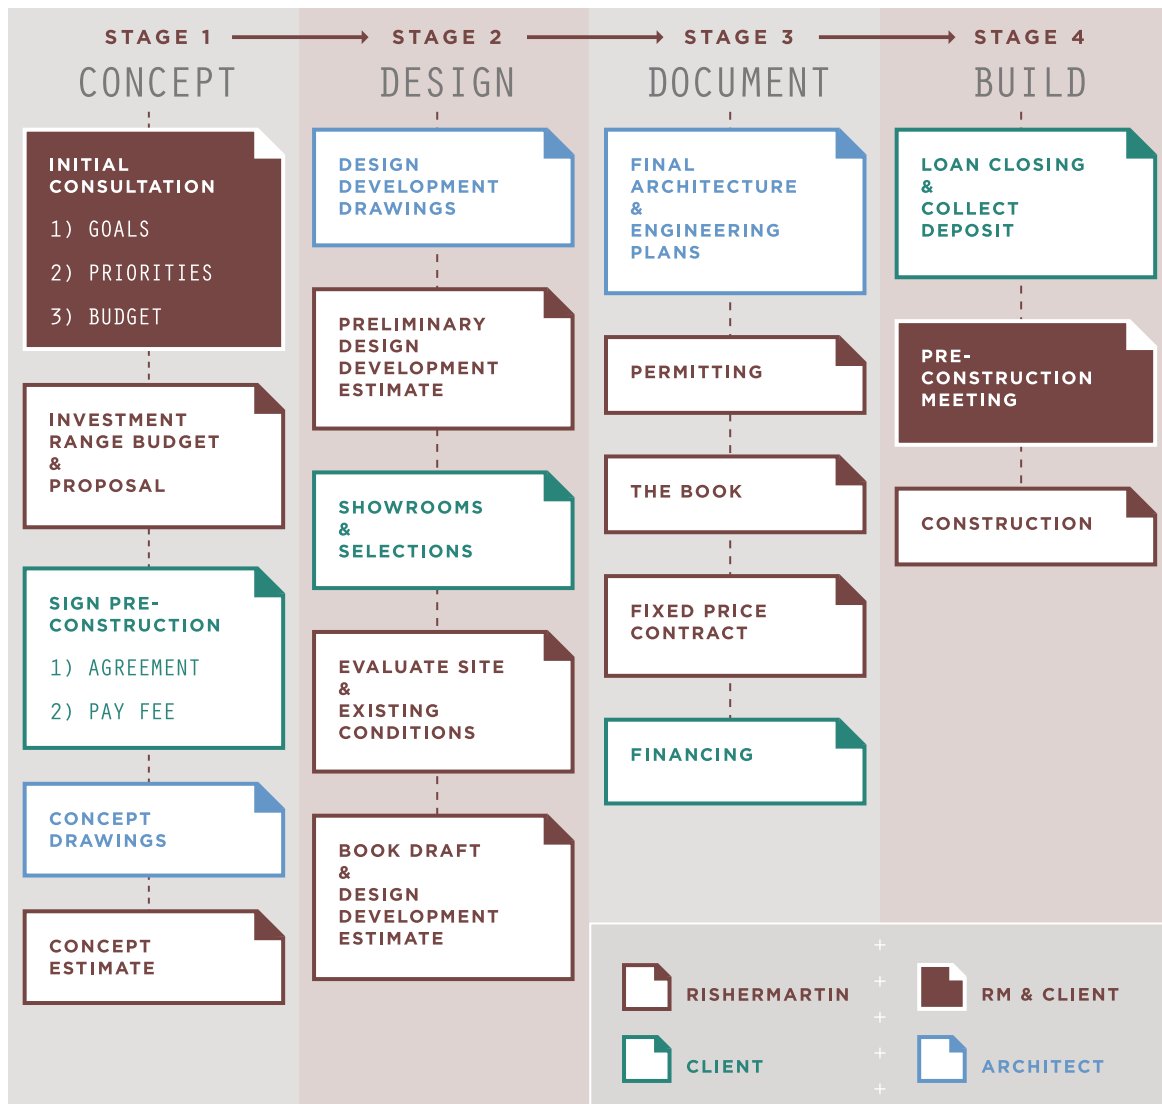 STAGE 1
CONCEPT
INITIAL
CONSULTATION
1) GOALS
2) PRIORITIES
3) BUDGET
INVESTMENT
RANGE BUDGET
&
PROPOSAL
SIGN PRE-
CONSTRUCTION
1) AGREEMENT
2) PAY FEE
CONCEPT
DRAWINGS
CONCEPT
ESTIMATE
STAGE 2
DESIGN
DESIGN
DEVELOPMENT
DRAWINGS
PRELIMINARY
DESIGN
DEVELOPMENT
ESTIMATE
SHOWROOMS
&
SELECTIONS
EVALUATE SITE
&
EXISTING
CONDITIONS
BOOK DRAFT
&
DESIGN
DEVELOPMENT
ESTIMATE
STAGE 3
DOCUMENT
FINAL
ARCHITECTURE
&
ENGINEERING
PLANS
PERMITTING
THE BOOK
FIXED PRICE
CONTRACT
FINANCING
STAGE 4
BUILD
LOAN CLOSING
&
COLLECT
DEPOSIT
PRE-
CONSTRUCTION
MEETING
CONSTRUCTION
RISHERMARTIN
RM & CLIENT
CLIENT
ARCHITECT